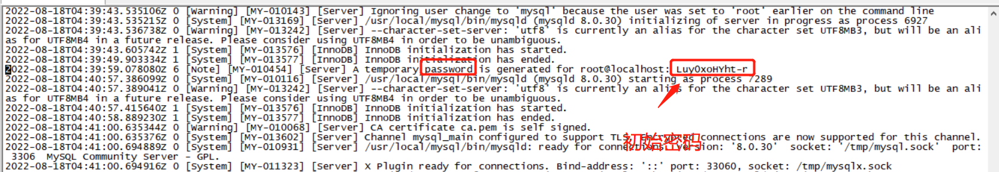 2022-08-18T04:39:43.535106Z 0 [Warning] [MY-010143] [Server] Ignoring user change to 'mysql' because the user was set to 'root' earlier on the command line
2022-08-18T04:39:43.535215Z 0 [System] [MY-013169] [Server] /usr/local/mysql/bin/mysqld (mysqld 8.0.30) initializing of server in progress as process 6927
2022-08-18T04:39:43.536738Z 0 [Warning] [MY-013242] [Server] --character-set-server: 'utf8' is currently an alias for the character set UTF8MB3, but will be an ali
as for UTF8MB4 in a future release. Please consider using UTF8MB4 in order to be unambiguous.
2022-08-18T04:39:43.605742Z 1 [System] [MY-013576] [InnoDB] InnoDB initialization has started.
2022-08-18T04:39:49.903334Z 1 [System] [MY-013577] [InnoDB] InnoDB initialization has ended.
2022-08-18T04:39:59.078080Z 6 [Note] [MY-010454] [Server] A temporary password is generated for root@localhost: LuyOxoHYht-r
2022-08-18T04:40:57.386099Z 0 [System] [MY-010116] [Server] /usr/local/mysql/bin/mysqld (mysqld 8.0.30) starting as process 7289
2022-08-18T04:40:57.389041Z 0 [Warning] [MY-013242] [Server] --character-set-server: 'utf8' is currently an alias for the character set UTF8MB3, but will be an ali
as for UTF8MB4 in a future release. Please consider using UTF8MB4 in order to be unambiguous.
2022-08-18T04:40:57.415640Z 1 [System] [MY-013576] [InnoDB] InnoDB initialization has started.
2022-08-18T04:40:58.889230Z 1 [System] [MY-013577] [InnoDB] InnoDB initialization has ended.
2022-08-18T04:41:00.635344Z 0 [Warning] [MY-010068] [Server] CA certificate ca.pem is self signed.
2022-08-18T04:41:00.635376Z 0 [System] [MY-013602] [Server] Channel mysql_main configured to support TLS. Encrypted connections are now supported for this channel.
初始密码
2022-08-18T04:41:00.694889Z 0 [System] [MY-010931] [Server] /usr/local/mysql/bin/mysqld: ready for connections. Version: '8.0.30'  socket: '/tmp/mysql.sock'  port:
3306  MySQL Community Server - GPL.
2022-08-18T04:41:00.694916Z 0 [System] [MY-011323] [Server] X Plugin ready for connections. Bind-address: '::' port: 33060, socket: /tmp/mysqlx.sock